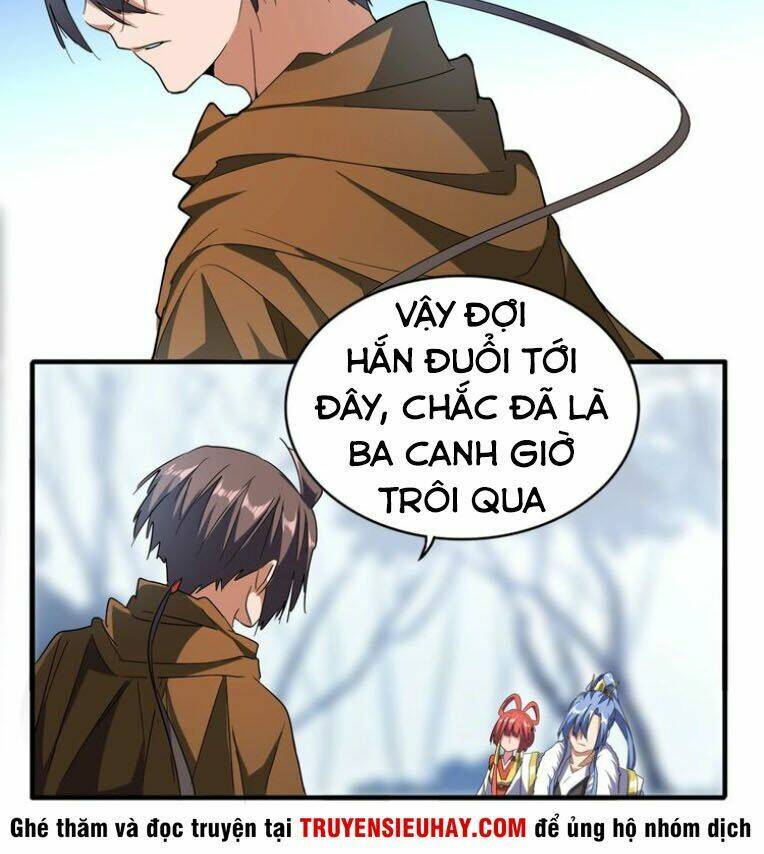 VẬY ĐỢI
HẮN ĐUỔI TỚI
ĐÂY, CHẮC ĐÃ LÀ
BA CANH GIỜ
TRÔI QUA
Ghé thăm và đọc truyện tại TRUYENSIEUHAY.COM để ủng hộ nhóm dịch